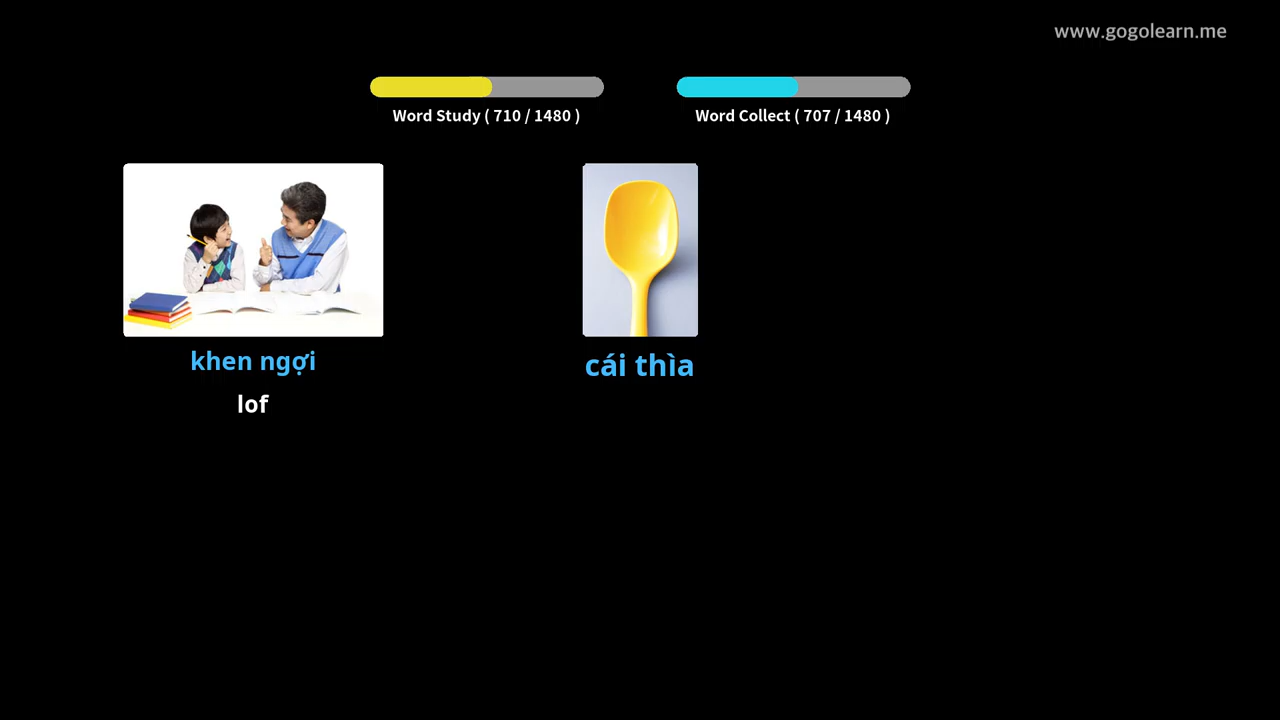 www.gogolearn.me
Word Study ( 710 / 1480 )
Word Collect ( 707 / 1480 )
khen ngợi
lof
cái thìa